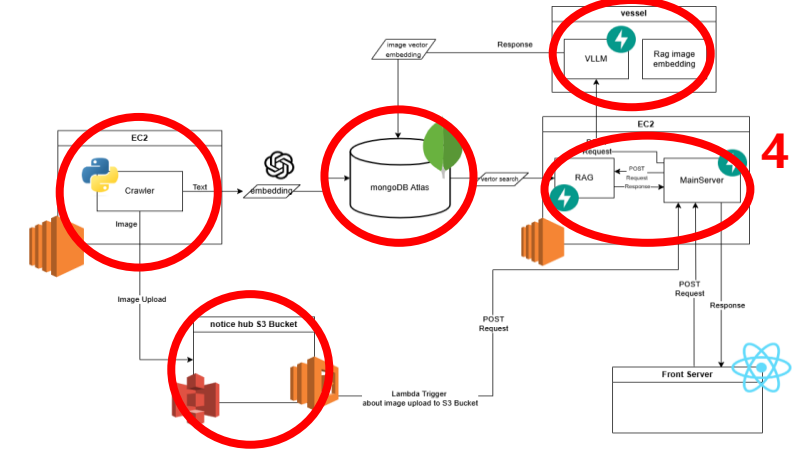 vessel
Image vector
embedding
Response
VLLM
Rag image
embedding
EC2
EC2
4
Request
Crawler
Text
embedding
mongoDB Atlas
vertor search
RAG
POST
Request
Response
MainServer
Image
Image Upload
notice hub S3 Bucket
POST
Request
POST
Request
Response
Lambda Trigger
about image upload to S3 Bucket
Front Server